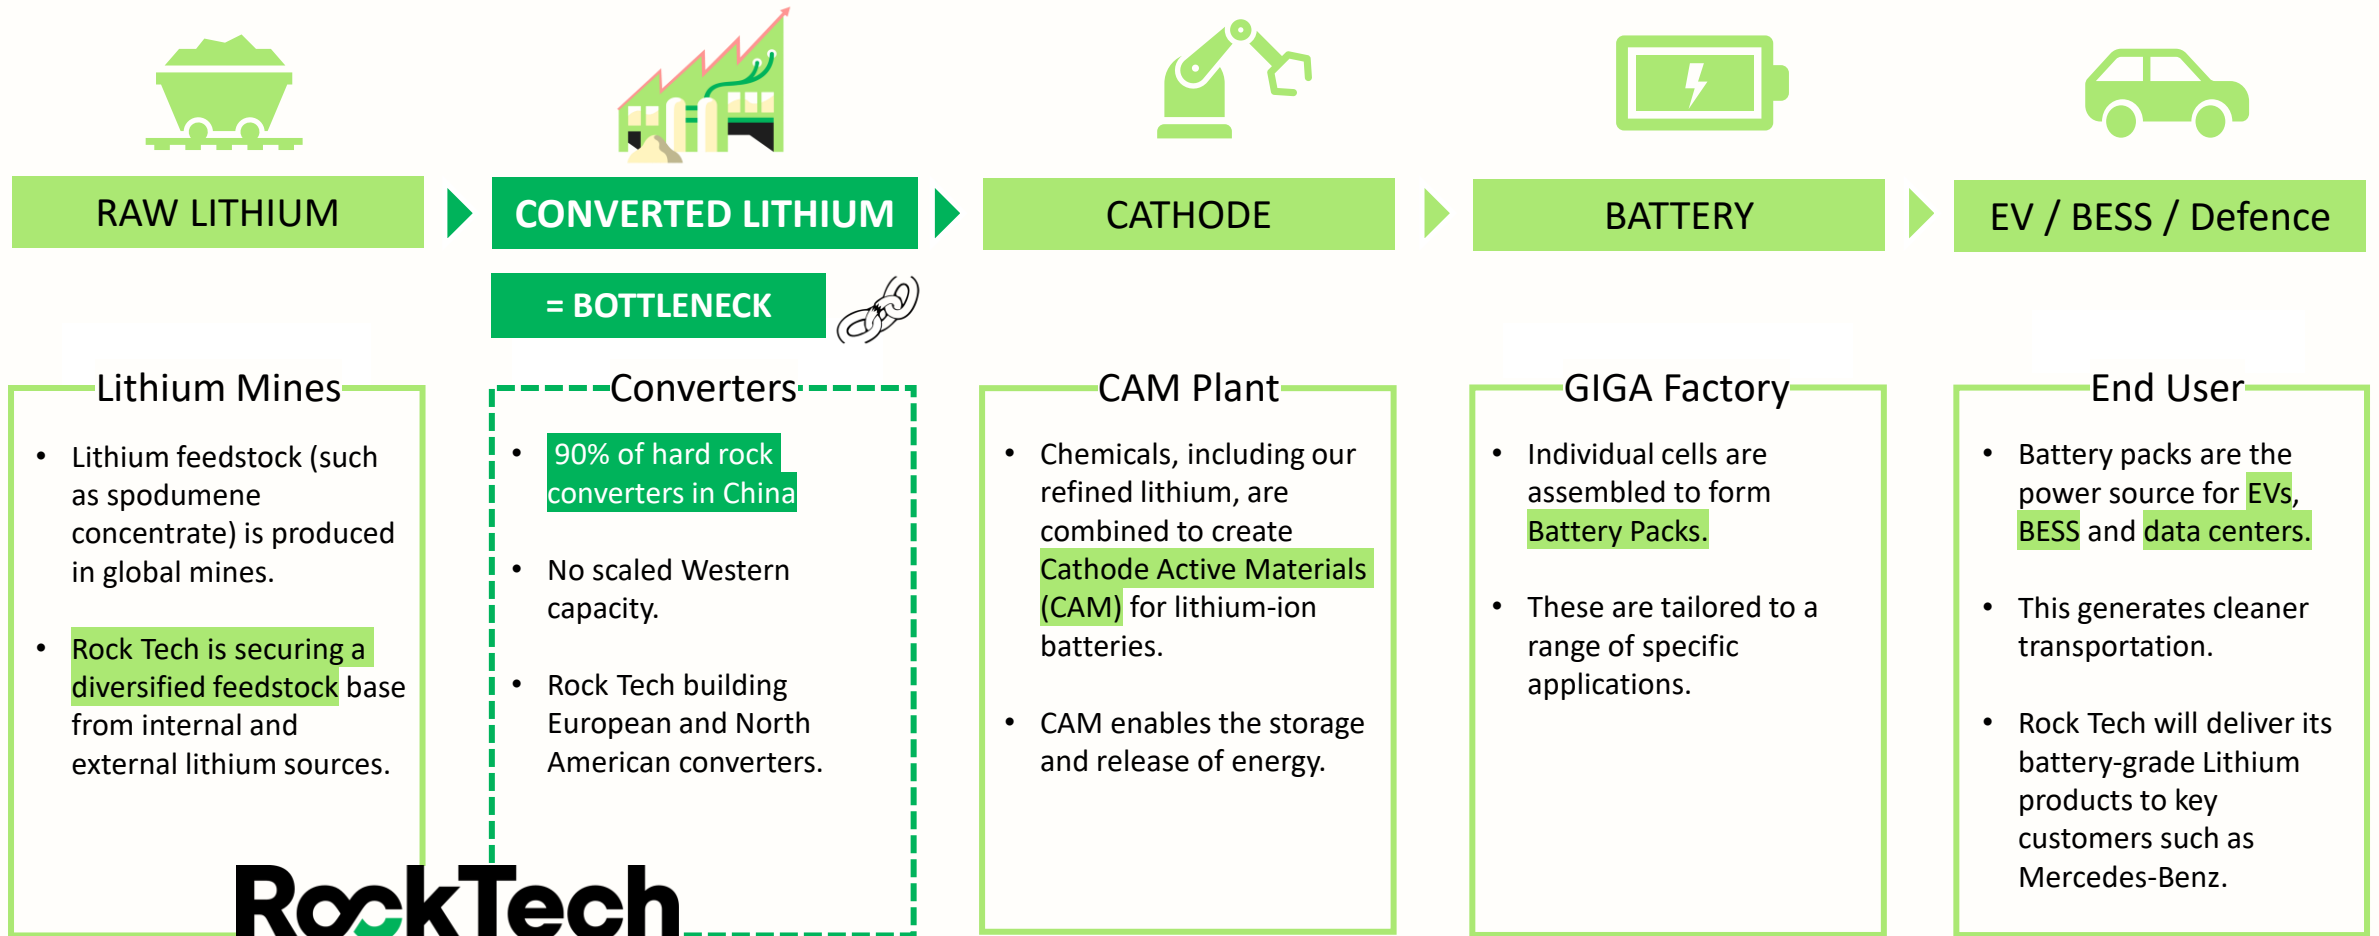 RAW LITHIUM
CONVERTED LITHIUM
CATHODE
BATTERY
EV / BESS / Defence
= BOTTLENECK
Lithium Mines
• Lithium feedstock (such
as spodumene
concentrate) is produced
in global mines.
• Rock Tech is securing a
diversified feedstock base
from internal and
external lithium sources.
Converters
• 90% of hard rock
converters in China
• No scaled Western
capacity.
• Rock Tech building
European and North
American converters.
CAM Plant
• Chemicals, including our
refined lithium, are
combined to create
Cathode Active Materials
(CAM) for lithium-ion
batteries.
• CAM enables the storage
and release of energy.
GIGA Factory
• Individual cells are
assembled to form
Battery Packs.
• These are tailored to a
range of specific
applications.
End User
• Battery packs are the
power source for EVs,
BESS and data centers.
• This generates cleaner
transportation.
• Rock Tech will deliver its
battery-grade Lithium
products to key
customers such as
Mercedes-Benz.
RockTech